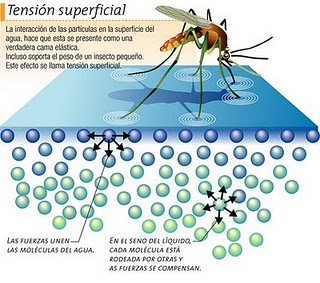 Tensión superficial
La interacción de las partículas en la superficie del
agua, hace que esta se presente como una
verdadera cama elástica.
Incluso soporta el peso de un insecto pequeño.
Este efecto se llama tensión superficial.
LAS FUERZAS UNEN
LAS MOLÉCULAS DEL AGUA.
EN EL SENO DEL LÍQUIDO,
CADA MOLÉCULA ESTÁ
RODEADA POR OTRAS Y
AS FUERZAS SE COMPENSAN.